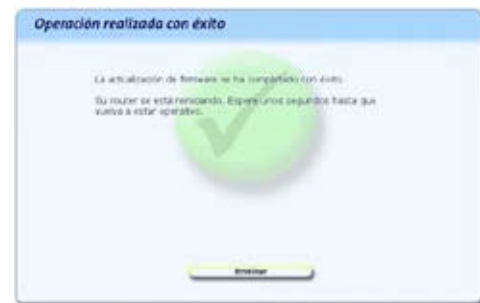 Operación realizada con éxito
La actualización de firmware se ha completado con éxito.
Su router se está reiniciando. Espere unos segundos hasta que
vuelva a estar operativo.